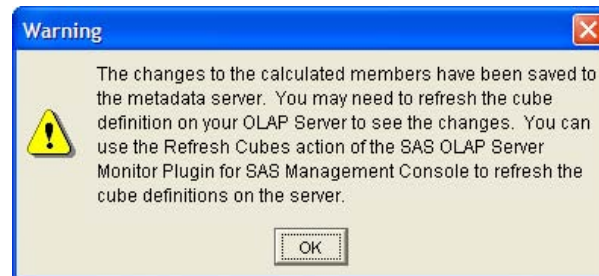 Warning
The changes to the calculated members have been saved to
the metadata server. You may need to refresh the cube
definition on your OLAP Server to see the changes. You can
use the Refresh Cubes action of the SAS OLAP Server
Monitor Plugin for SAS Management Console to refresh the
cube definitions on the server.
OK